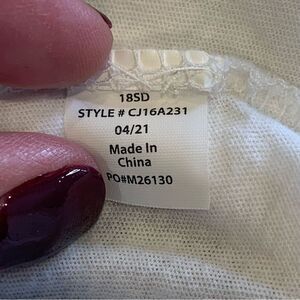 18SD
STYLE # CJ16A231
04/21
Made In
China
PO#M26130